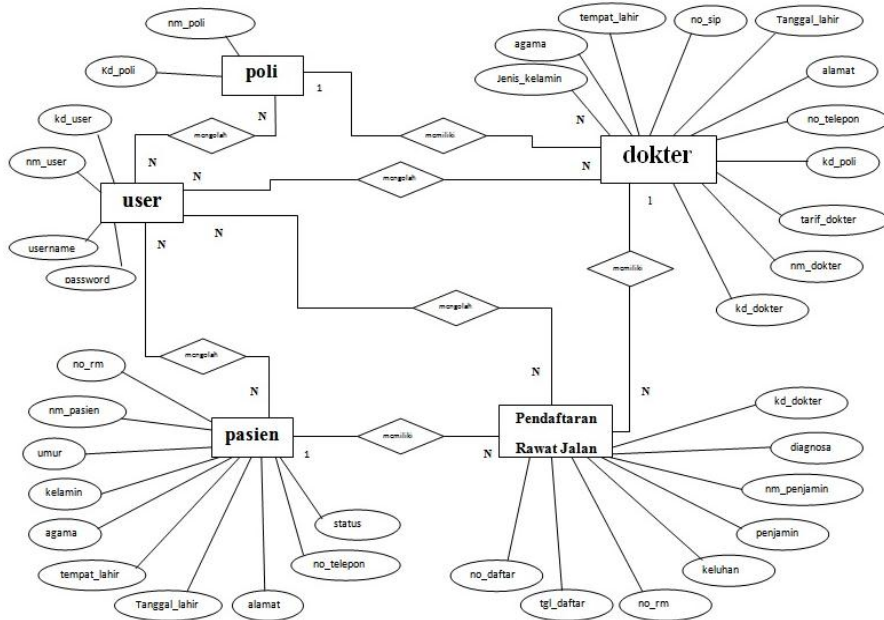 nm_poli
Kd_poli
poli
1
N
tempat_lahir
no_sip
Tanggal_lahir
agama
Jenis_kelamin
alamat
no_telepon
kd_poli
tarif_dokter
nm_dokter
kd_dokter
N
dokter
N
1
memiliki
mengolah
kd_user
nm_user
username
password
user
N
N
N
N
mengolah
memiliki
mengolah
mengolah
N
no_rm
nm_pasien
umur
kelamin
agama
tempat_lahir
Tanggal_lahir
alamat
no_telepon
status
pasien
1
memiliki
N
N
N
Pendaftaran
Rawat Jalan
kd_dokter
diagnosa
nm_penjamin
penjamin
keluhan
no_rm
tgl_daftar
no_daftar